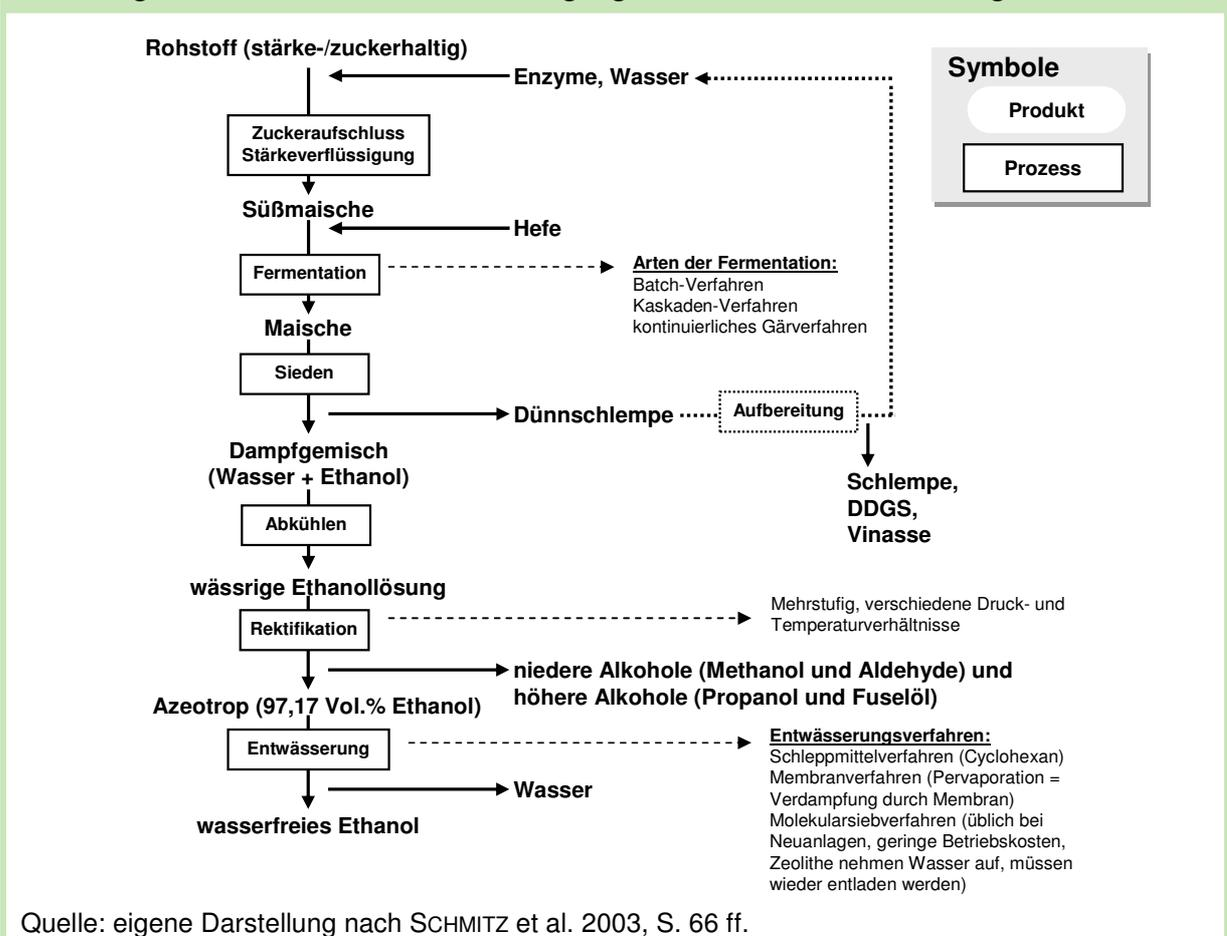 Rohstoff (stärke-/zuckerhaltig)
Enzyme, Wasser
Symbole
Produkt
Prozess
Zuckeraufschluss
Stärkeverflüssigung
Süßmaische
Hefe
Fermentation
Arten der Fermentation:
Batch-Verfahren
Kaskaden-Verfahren
kontinuierliches Gärverfahren
Maische
Sieden
Dünnschlempe
Aufbereitung
Dampfgemisch
(Wasser + Ethanol)
Schlempe,
DDGS,
Vinasse
Abkühlen
wässrige Ethanollösung
Rektifikation
Mehrstufig, verschiedene Druck- und
Temperaturverhältnisse
niedere Alkohole (Methanol und Aldehyde) und
höhere Alkohole (Propanol und Fuselöl)
Azeotrop (97,17 Vol.% Ethanol)
Entwässerung
Entwässerungsverfahren:
Schleppmittelverfahren (Cyclohexan)
Membranverfahren (Pervaporation =
Verdampfung durch Membran)
Molekularsiebverfahren (üblich bei
Neuanlagen, geringe Betriebskosten,
Zeolithe nehmen Wasser auf, müssen
wieder entladen werden)
Wasser
wasserfreies Ethanol
Quelle: eigene Darstellung nach SCHMITZ et al. 2003, S. 66 ff.